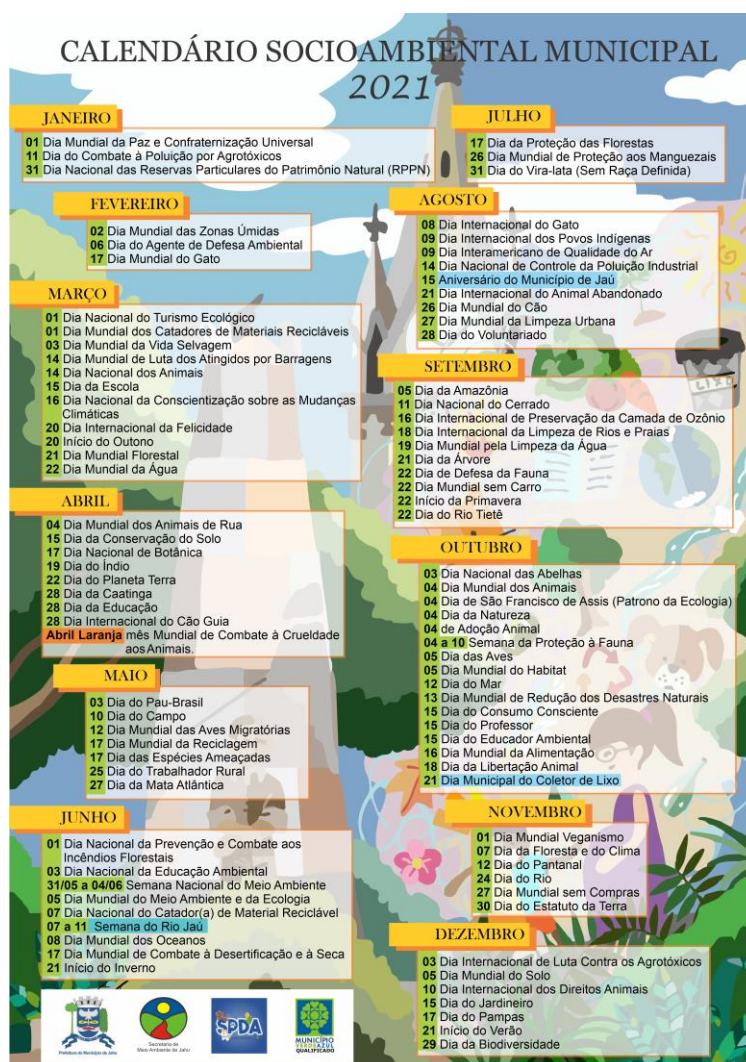 CALENDÁRIO SOCIOAMBIENTAL MUNICIPAL
2021
JANEIRO
01 Dia Mundial da Paz e Confraternização Universal
11 Dia do Combate à Poluição por Agrotóxicos
31 Dia Nacional das Reservas Particulares do Patrimônio Natural (RPPN)
FEVEREIRO
02 Dia Mundial das Zonas Úmidas
06 Dia do Agente de Defesa Ambiental
17 Dia Mundial do Gato
MARÇO
01 Dia Nacional do Turismo Ecológico
01 Dia Mundial dos Catadores de Materiais Recicláveis
03 Dia Mundial da Vida Selvagem
14 Dia Mundial de Luta dos Atingidos por Barragens
14 Dia Nacional dos Animais
15 Dia da Escola
16 Dia Nacional da Conscientização sobre as Mudanças
Climáticas
20 Dia Internacional da Felicidade
20 Início do Outono
21 Dia Mundial Florestal
22 Dia Mundial da Água
ABRIL
04 Dia Mundial dos Animais de Rua
15 Dia da Conservação do Solo
17 Dia Nacional de Botânica
19 Dia do Índio
22 Dia do Planeta Terra
28 Dia da Caatinga
28 Dia da Educação
28 Dia Internacional do Cão Guia
Abril Laranja mês Mundial de Combate à Crueldade
aos Animais.
MAIO
03 Dia do Pau-Brasil
10 Dia do Campo
12 Dia Mundial das Aves Migratórias
17 Dia Mundial da Reciclagem
17 Dia das Espécies Ameaçadas
25 Dia do Trabalhador Rural
27 Dia da Mata Atlântica
JUNHO
01 Dia Nacional da Prevenção e Combate aos
Incêndios Florestais
03 Dia Nacional da Educação Ambiental
31/05 a 04/06 Semana Nacional do Meio Ambiente
05 Dia Mundial do Meio Ambiente e da Ecologia
07 Dia Nacional do Catador(a) de Material Reciclável
07 a 11 Semana do Rio Jaú
08 Dia Mundial dos Oceanos
17 Dia Mundial de Combate à Desertificação e à Seca
21 Início do Inverno
JULHO
17 Dia da Proteção das Florestas
26 Dia Mundial de Proteção aos Manguezais
31 Dia do Vira-lata (Sem Raça Definida)
AGOSTO
08 Dia Internacional do Gato
09 Dia Internacional dos Povos Indígenas
09 Dia Interamericano de Qualidade do Ar
14 Dia Nacional de Controle da Poluição Industrial
15 Aniversário do Município de Jaú
21 Dia Internacional do Animal Abandonado
26 Dia Mundial do Cão
27 Dia Mundial da Limpeza Urbana
28 Dia do Voluntariado
LIXO
SETEMBRO
05 Dia da Amazônia
11 Dia Nacional do Cerrado
16 Dia Internacional de Preservação da Camada de Ozônio
18 Dia Internacional da Limpeza de Rios e Praias
19 Dia Mundial pela Limpeza da Água
21 Dia da Árvore
22 Dia de Defesa da Fauna
22 Dia Mundial sem Carro
22 Início da Primavera
22 Dia do Rio Tietê
OUTUBRO
03 Dia Nacional das Abelhas
04 Dia Mundial dos Animais
04 Dia de São Francisco de Assis (Patrono da Ecologia)
04 Dia da Natureza
04 de Adoção Animal
04 a 10 Semana da Proteção à Fauna
05 Dia das Aves
05 Dia Mundial do Habitat
12 Dia do Mar
13 Dia Mundial de Redução dos Desastres Naturais
15 Dia do Consumo Consciente
15 Dia do Professor
15 Dia do Educador Ambiental
16 Dia Mundial da Alimentação
18 Dia da Libertação Animal
21 Dia Municipal do Coletor de Lixo
NOVEMBRO
01 Dia Mundial Veganismo
07 Dia da Floresta e do Clima
12 Dia do Pantanal
24 Dia do Rio
27 Dia Mundial sem Compras
30 Dia do Estatuto da Terra
DEZEMBRO
03 Dia Internacional de Luta Contra os Agrotóxicos
05 Dia Mundial do Solo
10 Dia Internacional dos Direitos Animais
15 Dia do Jardineiro
17 Dia do Pampas
21 Início do Verão
29 Dia da Biodiversidade
Prefeitura do Município de Jahu
Secretaria de
Meio Ambiente de Jahu
SPDA
MUNICÍPIO
VERDEAZUL
QUALIFICADO